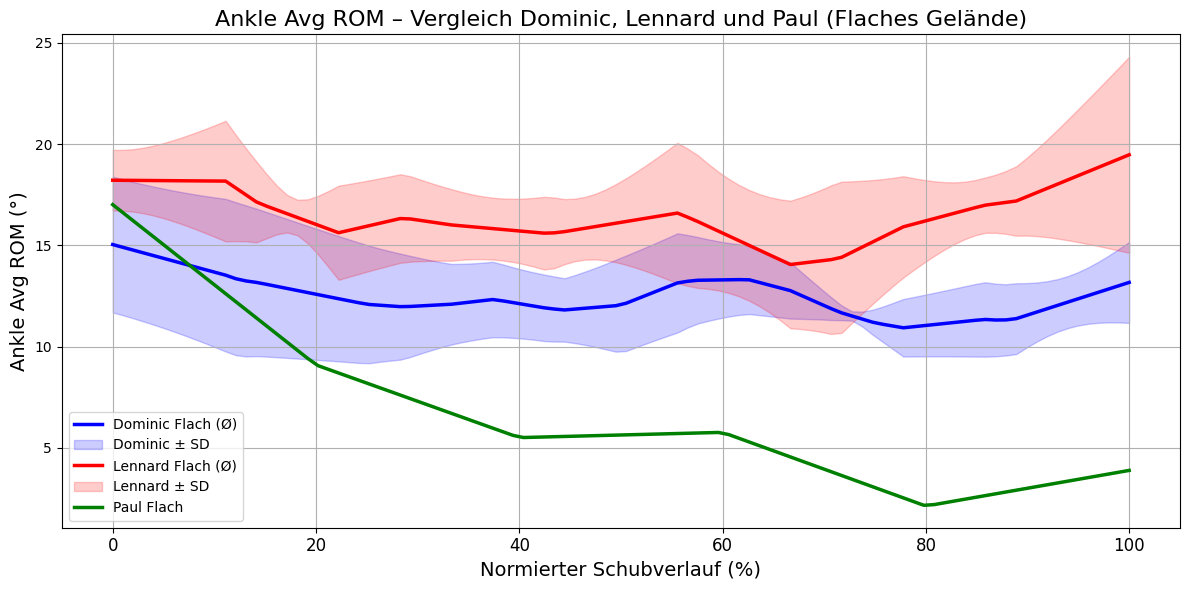 Ankle Avg ROM – Vergleich Dominic, Lennard und Paul (Flaches Gelände)
Ankle Avg ROM (°)
25
20
15
10
5
Dominic Flach (Ø)
Dominic ± SD
Lennard Flach (Ø)
Lennard ± SD
Paul Flach
0 20 40 60 80 100
Normierter Schubverlauf (%)